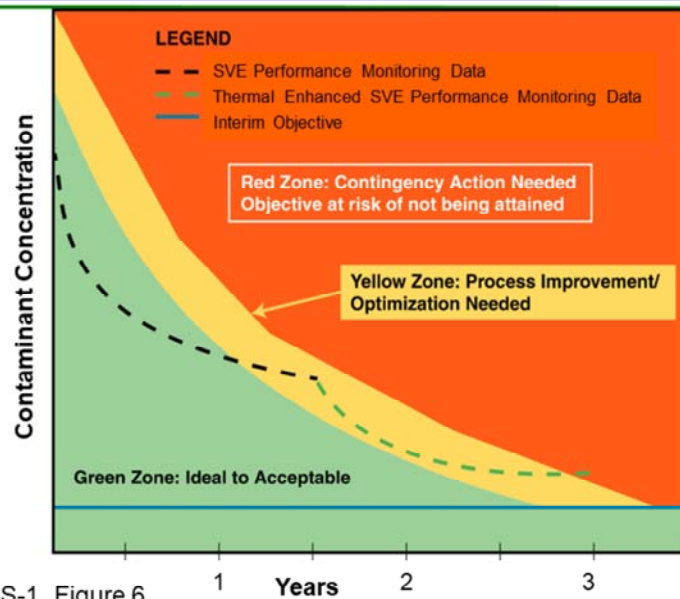 LEGEND
SVE Performance Monitoring Data
Thermal Enhanced SVE Performance Monitoring Data
Interim Objective
Red Zone: Contingency Action Needed
Objective at risk of not being attained
Yellow Zone: Process Improvement/
Optimization Needed
Contaminant Concentration
Green Zone: Ideal to Acceptable
1 2 3
Years
S-1, Figure 6